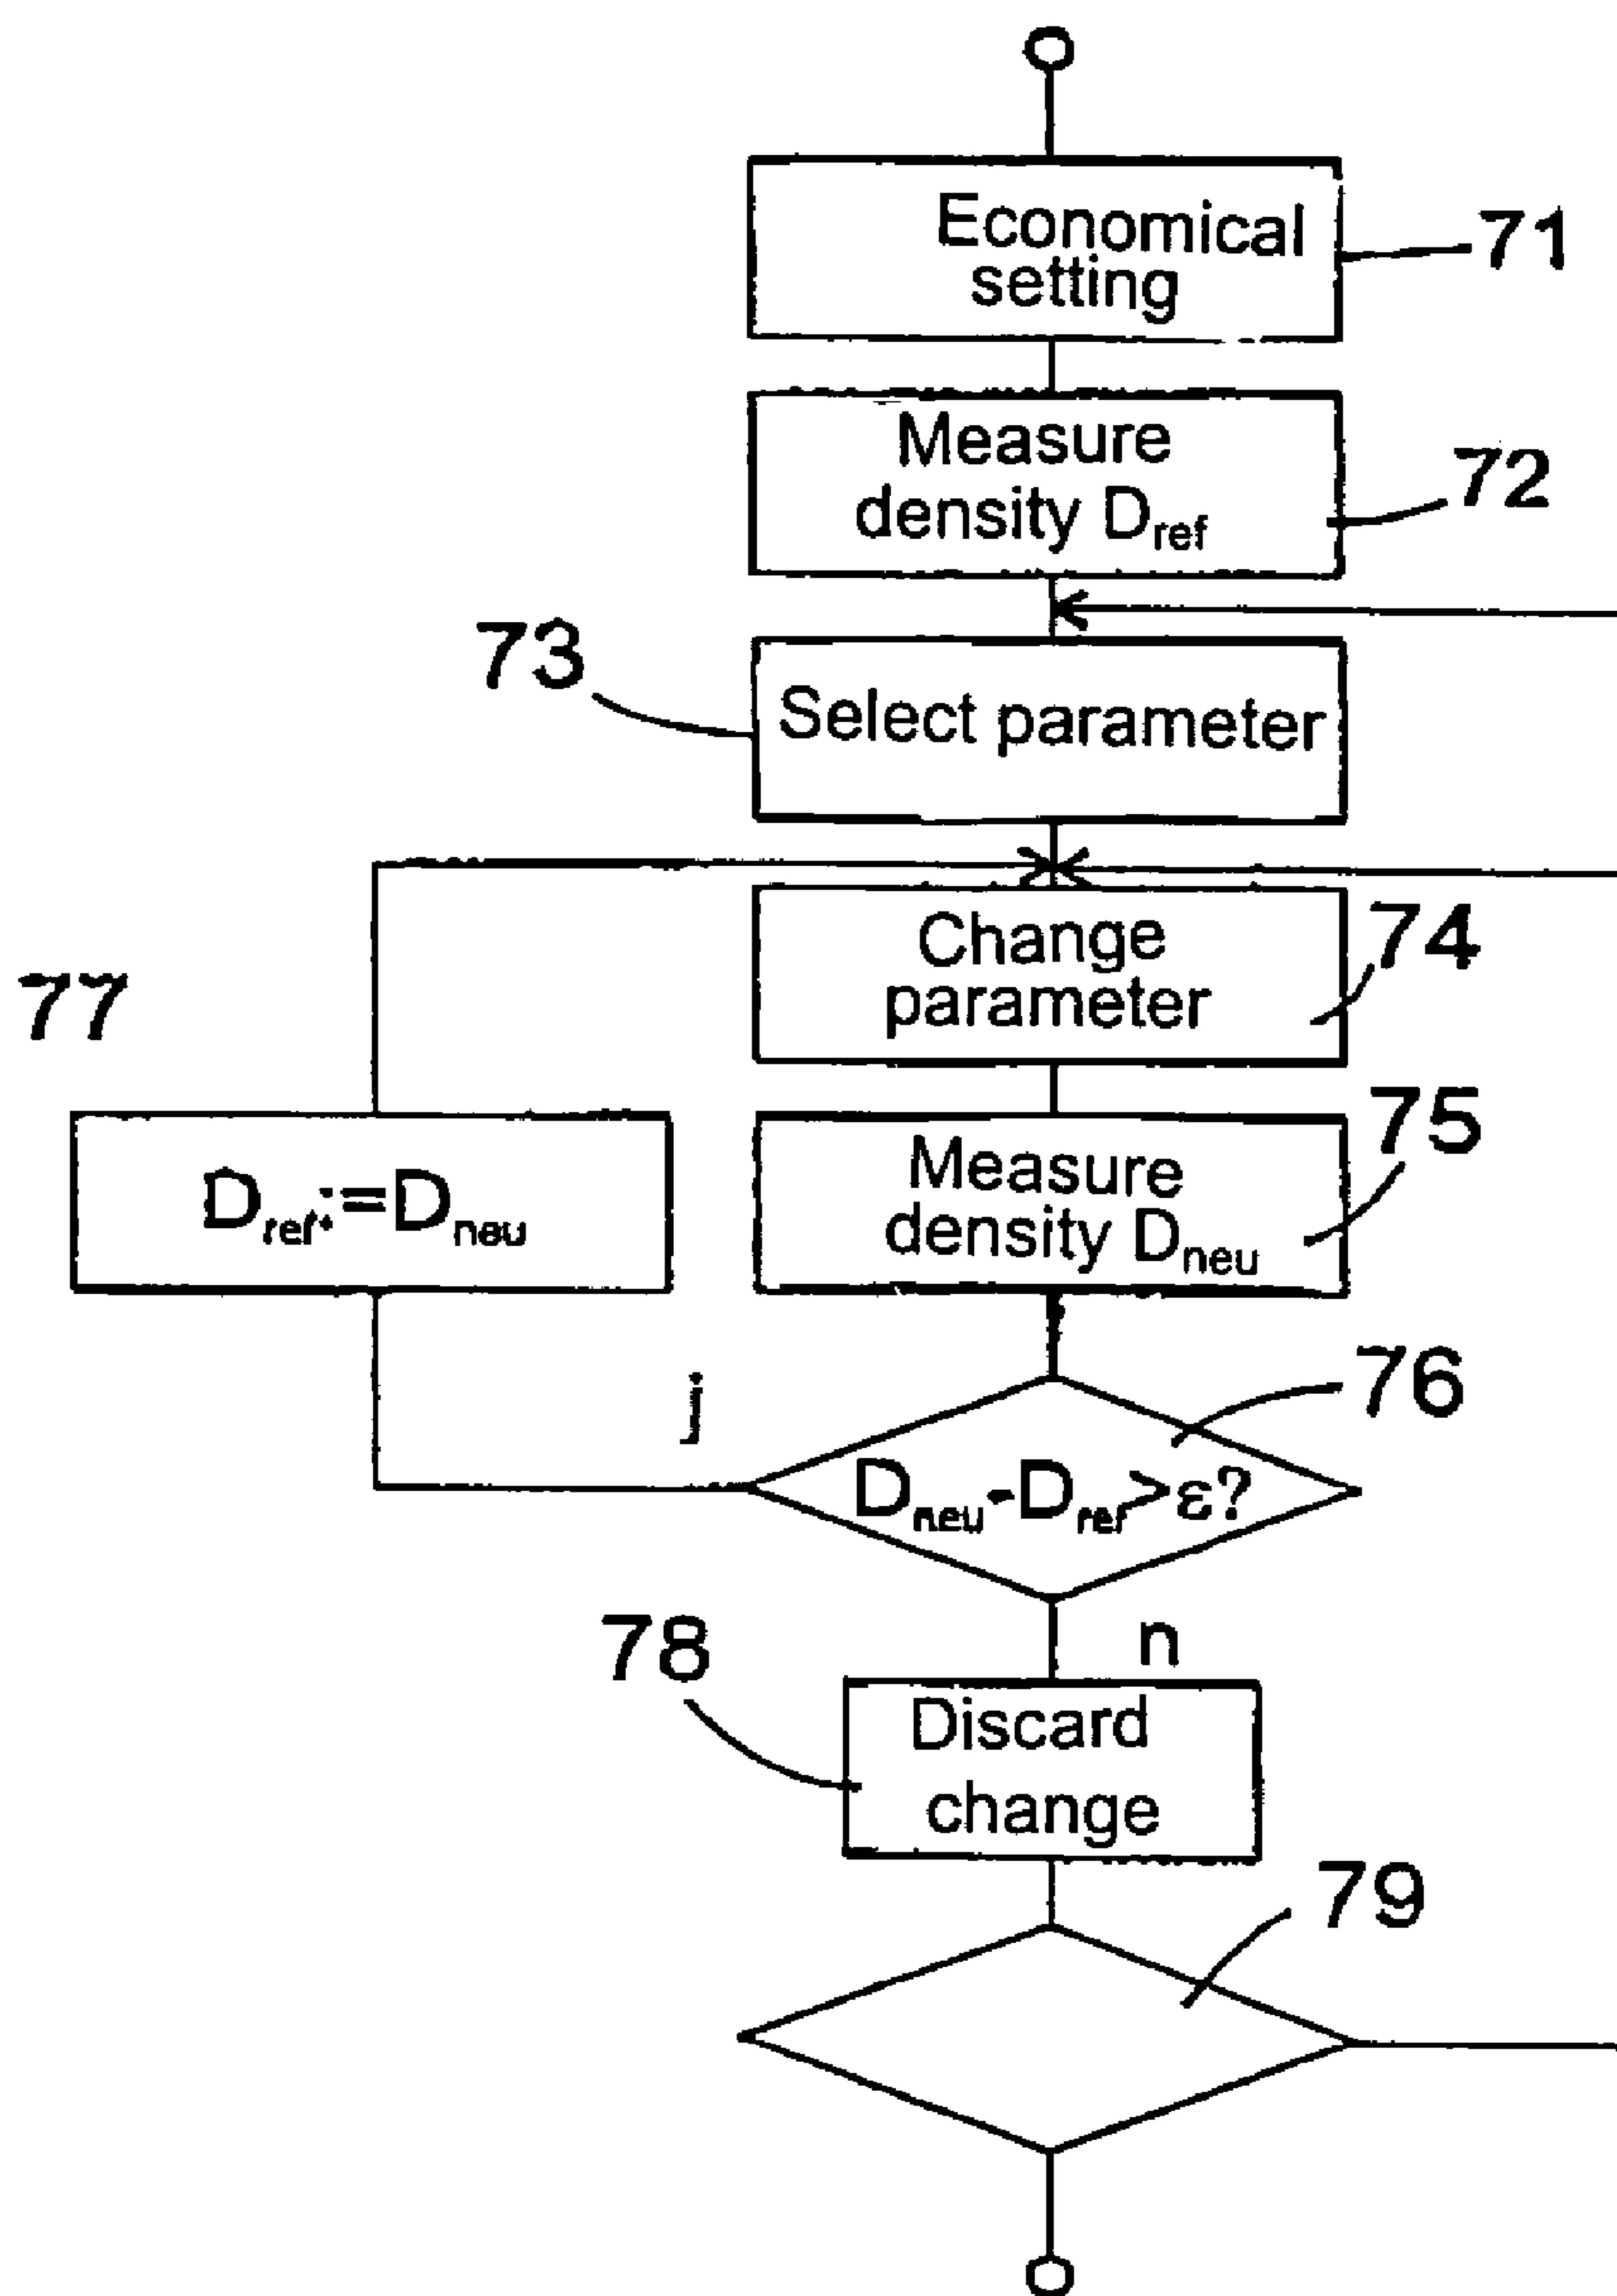 Economical
setting
71
Measure
density D_ref
72
73
Select parameter
Change
parameter
74
77
Measure
density D_neu
75
D_ref:=D_neu
j
76
D_neu-D_ref>ε?
n
78
Discard
change
79